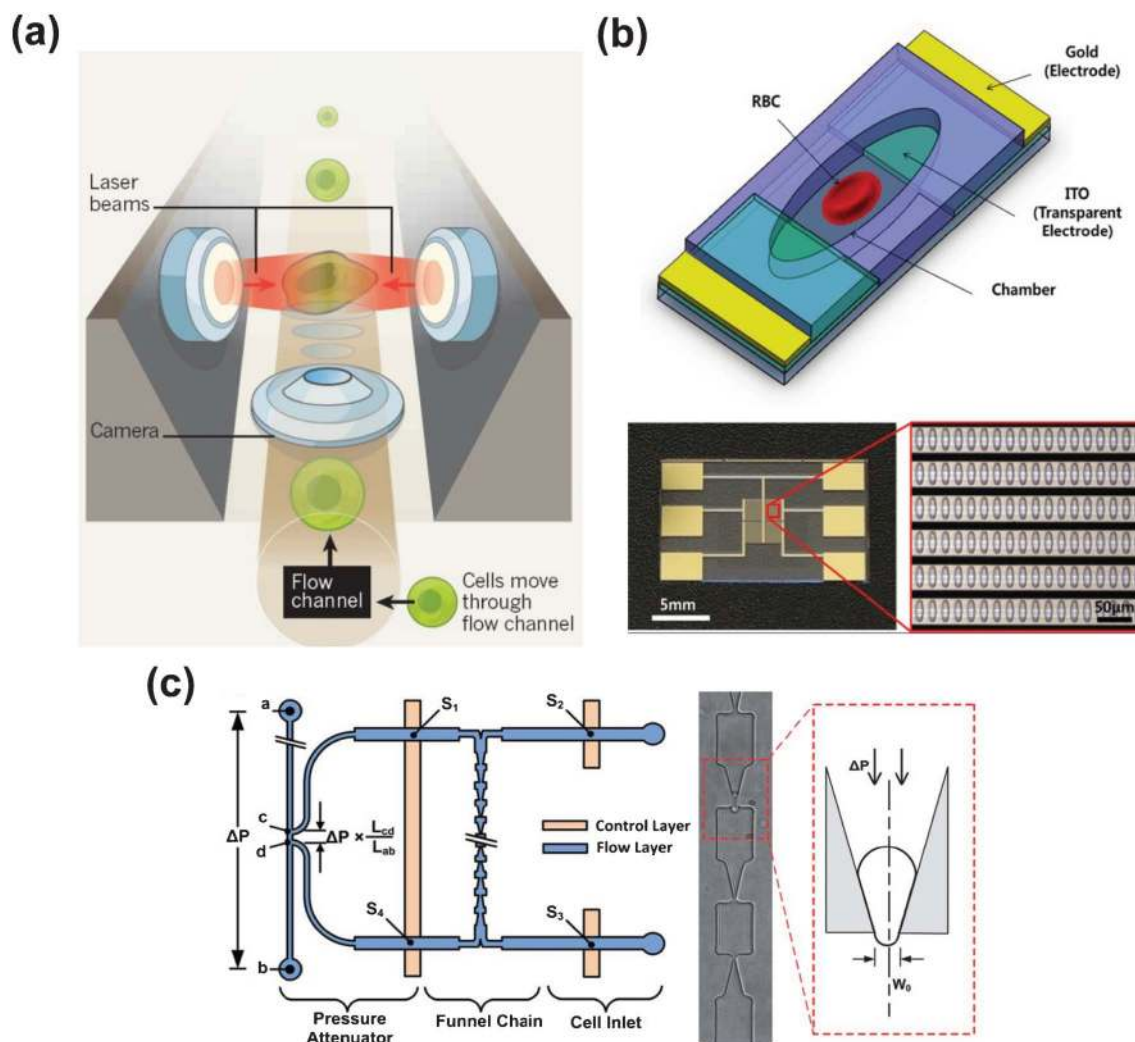 (a)
Laser
beams
Camera
Flow
channel
Cells move
through
flow channel
(b)
Gold
(Electrode)
RBC
ITO
(Transparent
Electrode)
Chamber
5mm
50μm
(c)
a
S1
S2
ΔP
c
d
ΔP × Lcd
Lab
Control Layer
Flow Layer
S4
S3
b
Pressure
Attenuator
Funnel Chain
Cell Inlet
ΔP
W0